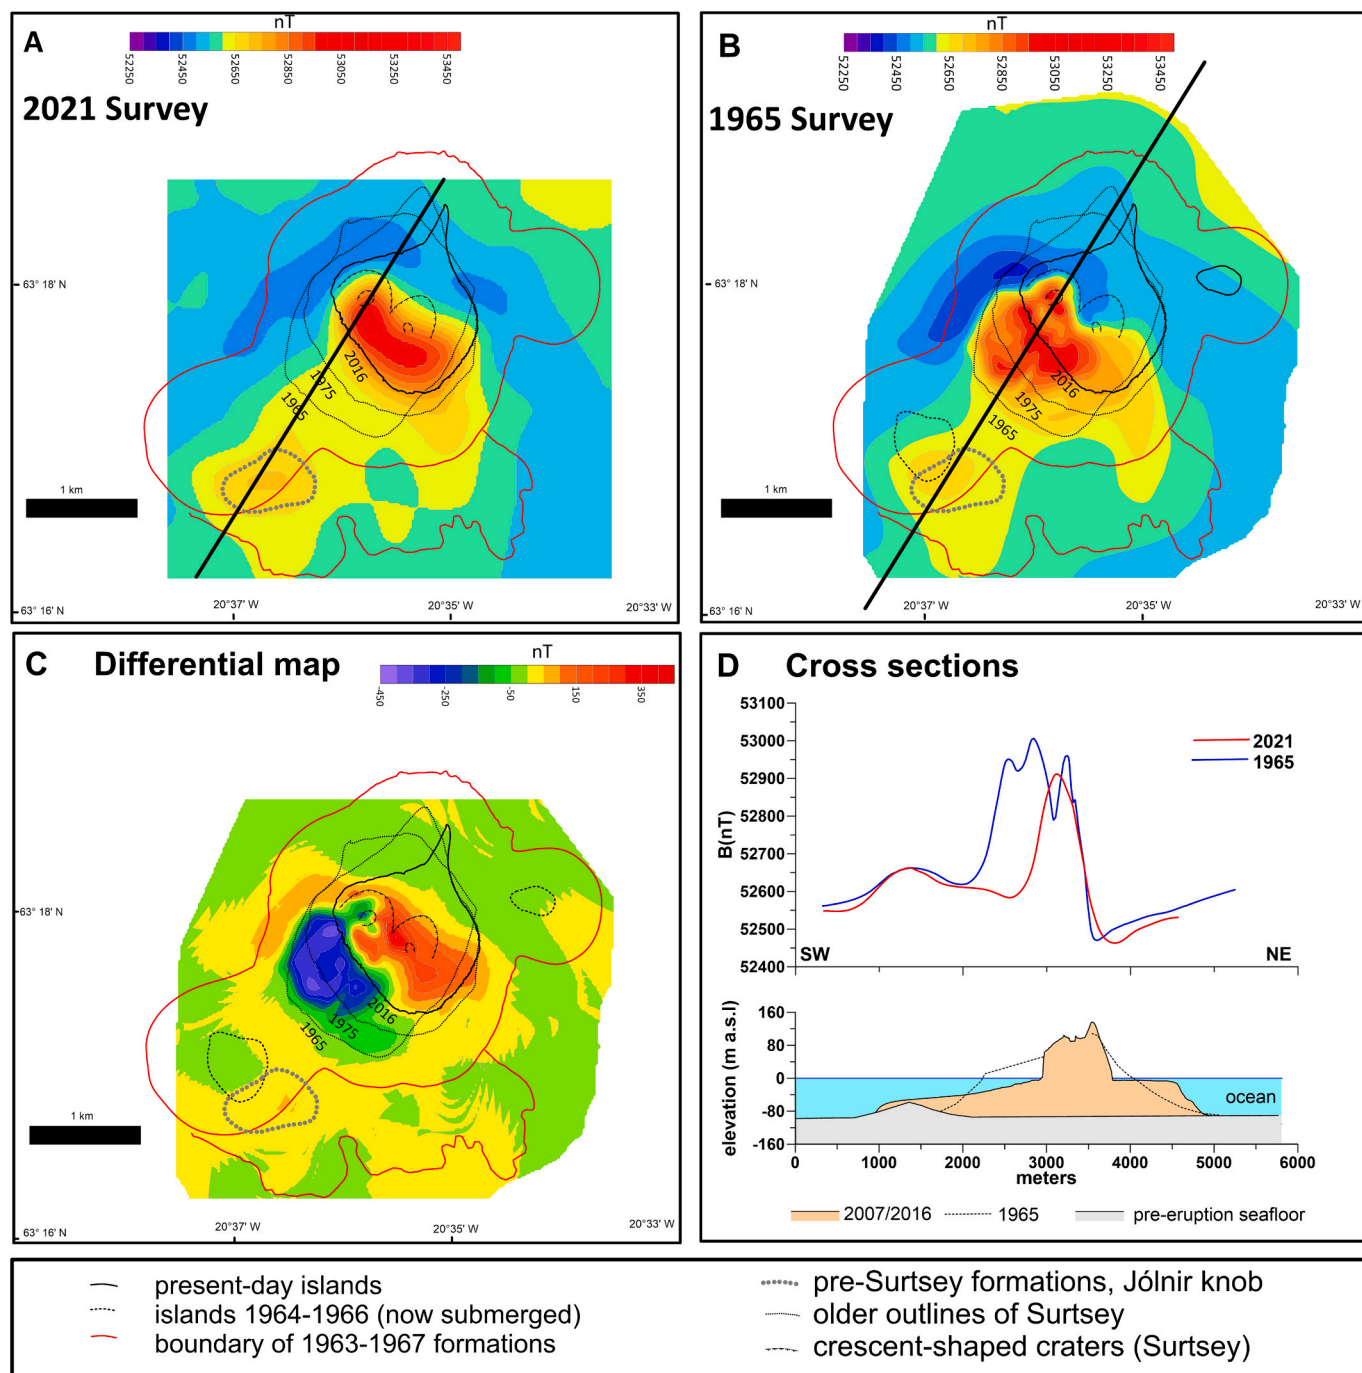 A
nT
52250
52450
52650
52850
53050
53250
53450
2021 Survey
63° 18' N
2016
1975
1965
1 km
63° 16' N
20°37' W
20°35' W
20°33' W
B
nT
52250
52450
52650
52850
53050
53250
53450
1965 Survey
63° 18' N
2016
1975
1965
1 km
63° 16' N
20°37' W
20°35' W
20°33' W
C Differential map
nT
-450
-250
-50
150
350
63° 18' N
2016
1975
1965
1 km
63° 16' N
20°37' W
20°35' W
20°33' W
D Cross sections
53100
53000
52900
52800
52700
52600
52500
52400
B(nT)
2021
1965
SW
NE
160
80
0
-80
-160
elevation (m a.s.l)
ocean
0 1000 2000 3000 4000 5000 6000
meters
2007/2016 1965 pre-eruption seafloor
present-day islands
islands 1964-1966 (now submerged)
boundary of 1963-1967 formations
pre-Surtsey formations, Jólnir knob
older outlines of Surtsey
crescent-shaped craters (Surtsey)